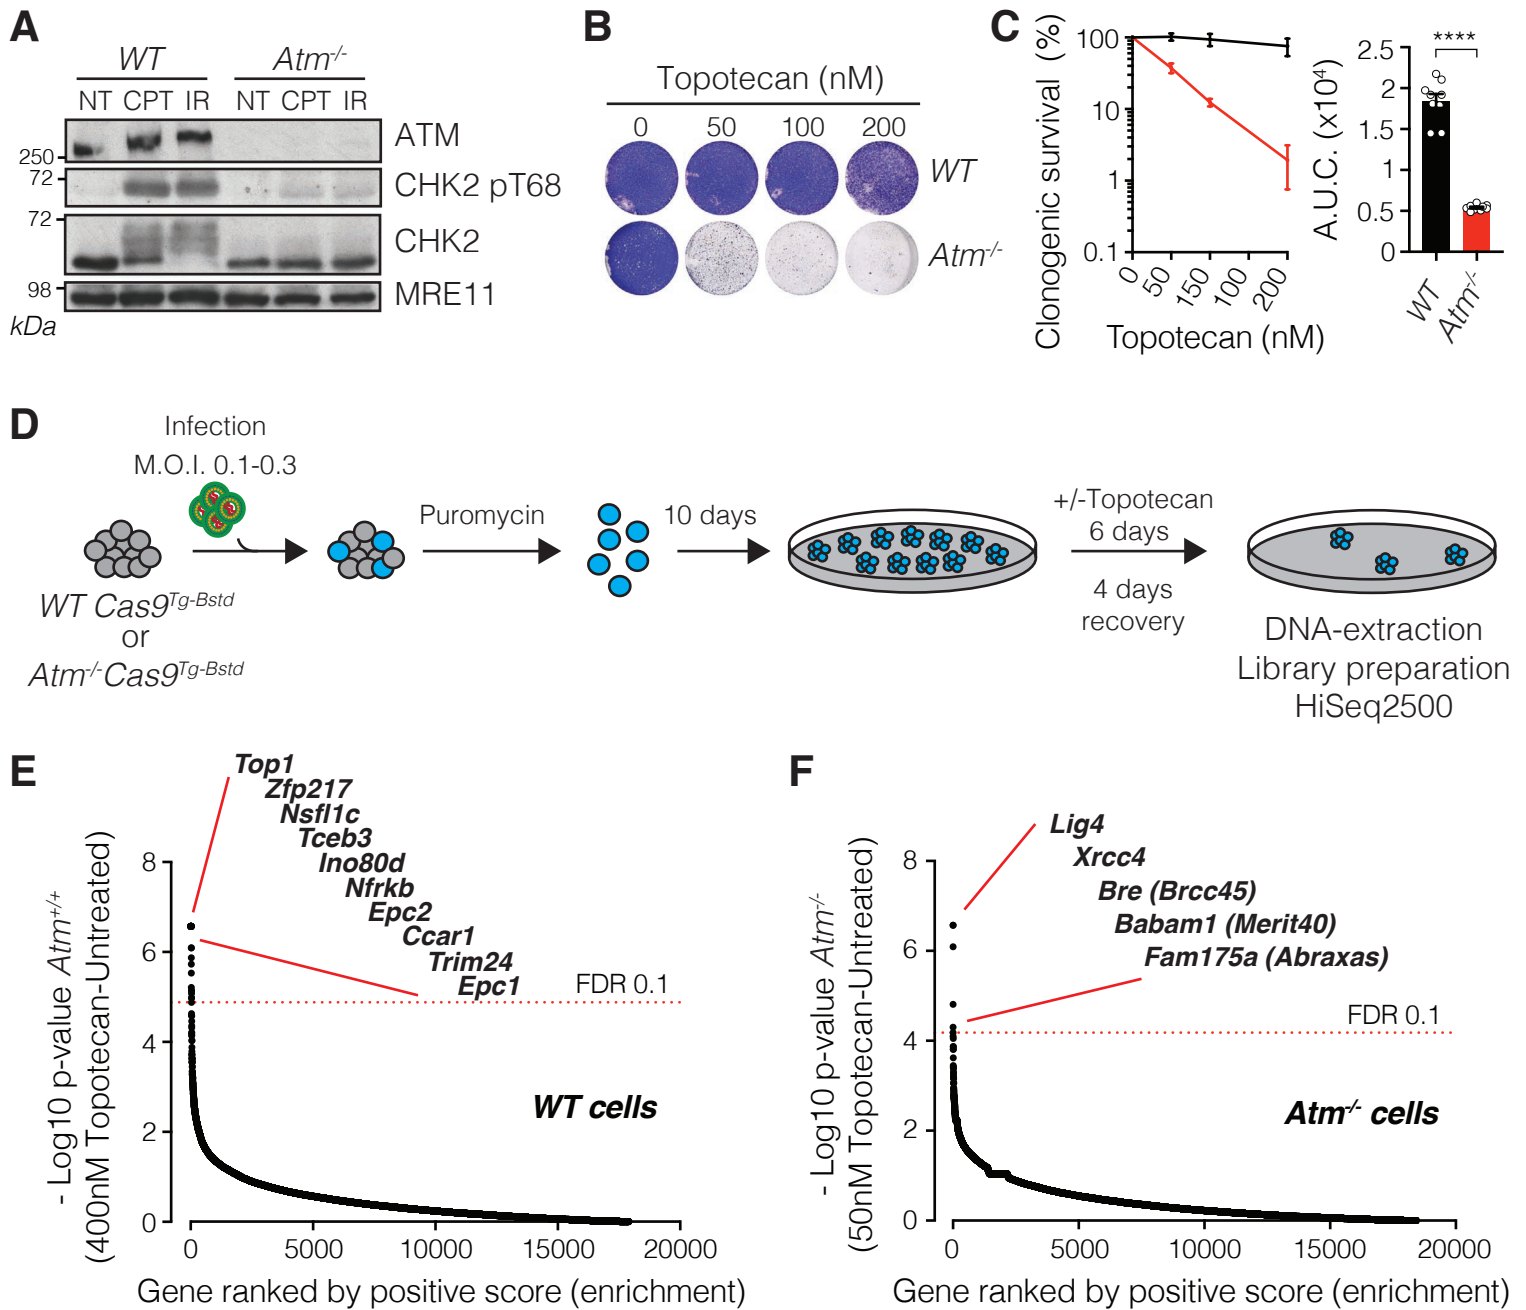 A
WT Atm-/-
NT CPT IR NT CPT IR
250 ATM
72 CHK2 pT68
72 CHK2
98 MRE11
kDa
B
Topotecan (nM)
0 50 100 200
WT
Atm-/-
C
Clonogenic survival (%)
100
10
1
0.1
0 50 150 100 200
Topotecan (nM)
A.U.C. (x10⁴)
****
2.5
2
1.5
1
0.5
0
WT Atm-/-
D
Infection
M.O.I. 0.1-0.3
WT Cas9Tg-Bstd
or
Atm-/-Cas9Tg-Bstd
Puromycin
10 days
+/-Topotecan
6 days
4 days
recovery
DNA-extraction
Library preparation
HiSeq2500
E
- Log10 p-value Atm+/+
(400nM Topotecan-Untreated)
8
6
4
2
0
Top1
Zfp217
Nsfl1c
Tceb3
Ino80d
Nfrkb
Epc2
Ccar1
Trim24
Epc1
FDR 0.1
WT cells
0 5000 10000 15000 20000
Gene ranked by positive score (enrichment)
F
- Log10 p-value Atm-/-
(50nM Topotecan-Untreated)
8
6
4
2
0
Lig4
Xrcc4
Bre (Brcc45)
Babam1 (Merit40)
Fam175a (Abraxas)
FDR 0.1
Atm-/- cells
0 5000 10000 15000 20000
Gene ranked by positive score (enrichment)